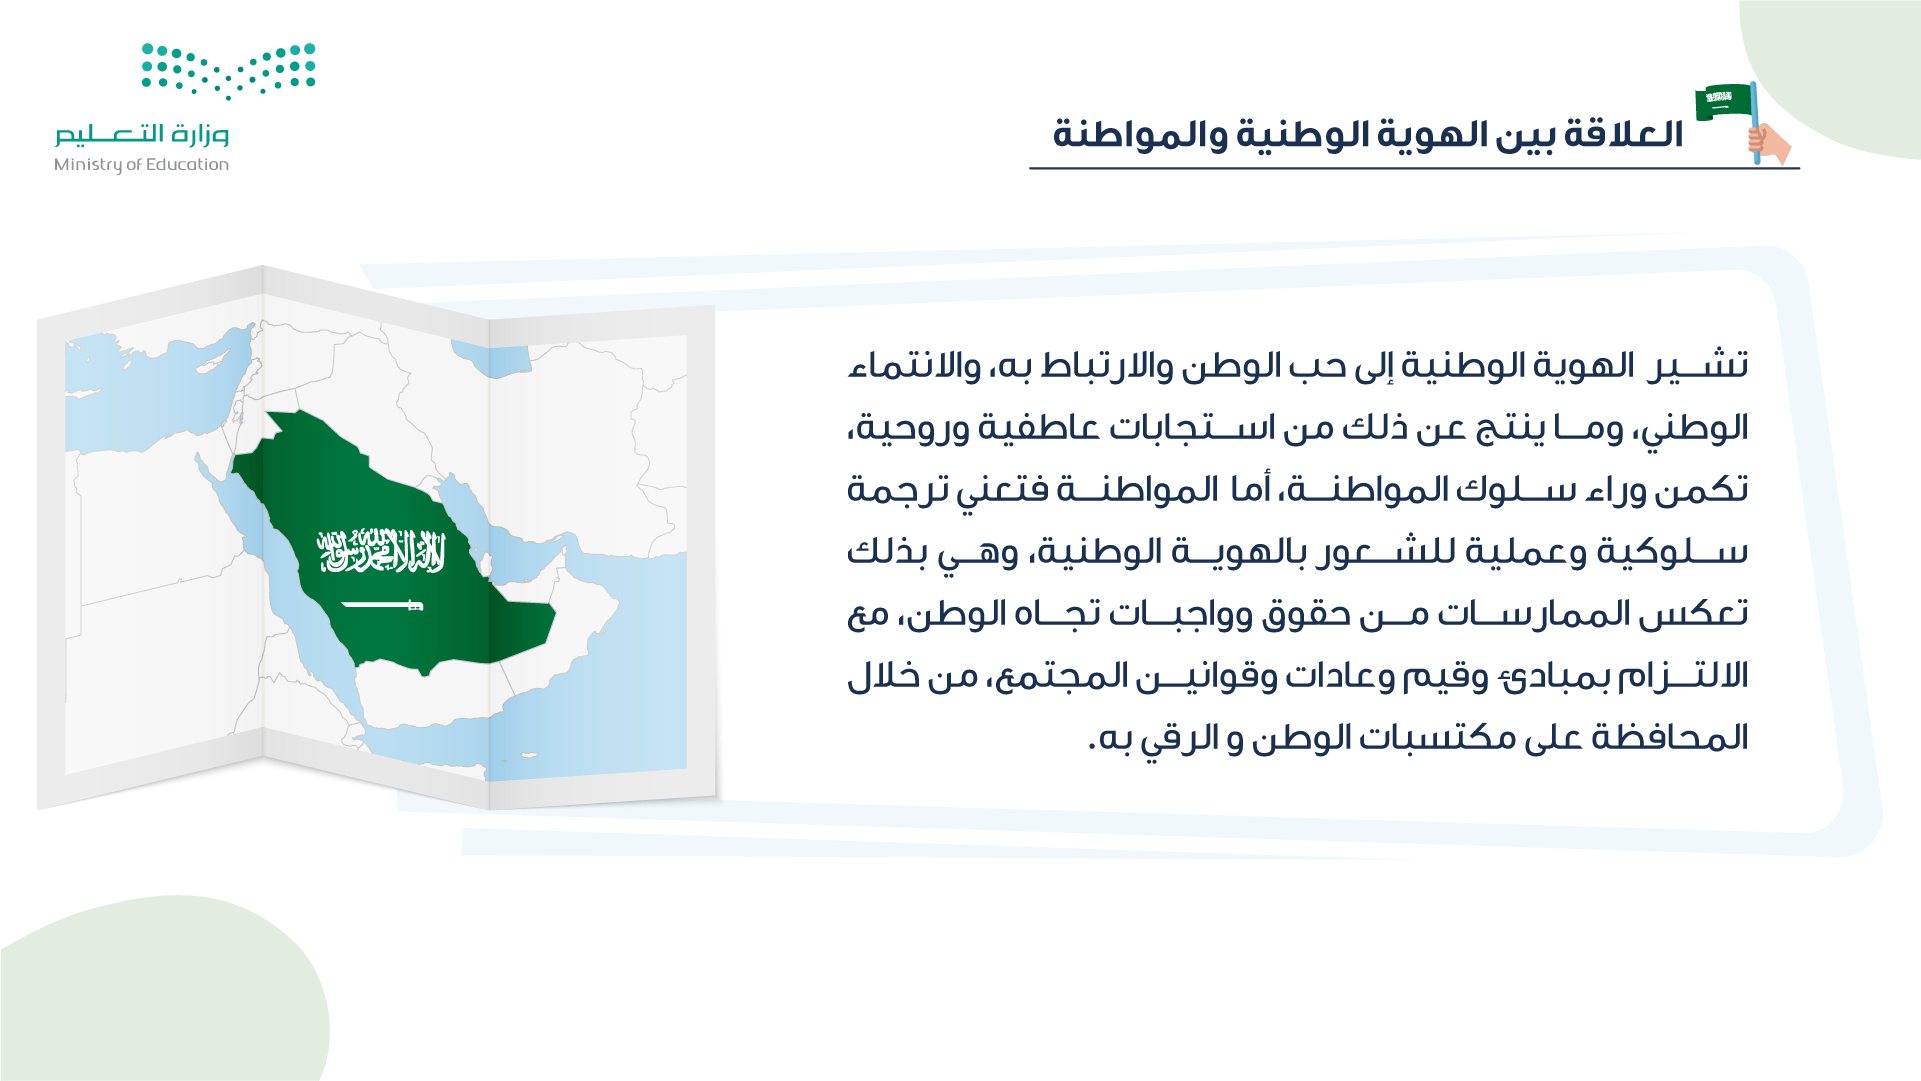 وزارة التعليم
Ministry of Education
العلاقة بين الهوية الوطنية والمواطنة
تشير الهوية الوطنية إلى حب الوطن والارتباط به، والانتماء
الوطني، وما ينتج عن ذلك من استجابات عاطفية وروحية،
تكمن وراء سلوك المواطنة، أما المواطنة فتعني ترجمة
سلوكية وعملية للشعور بالهوية الوطنية، وهي بذلك
تعكس الممارسات من حقوق وواجبات تجاه الوطن، مع
الالتزام بمبادئ وقيم وعادات وقوانين المجتمع، من خلال
المحافظة على مكتسبات الوطن و الرقي به.
لا إله إلا الله محمد رسول الله